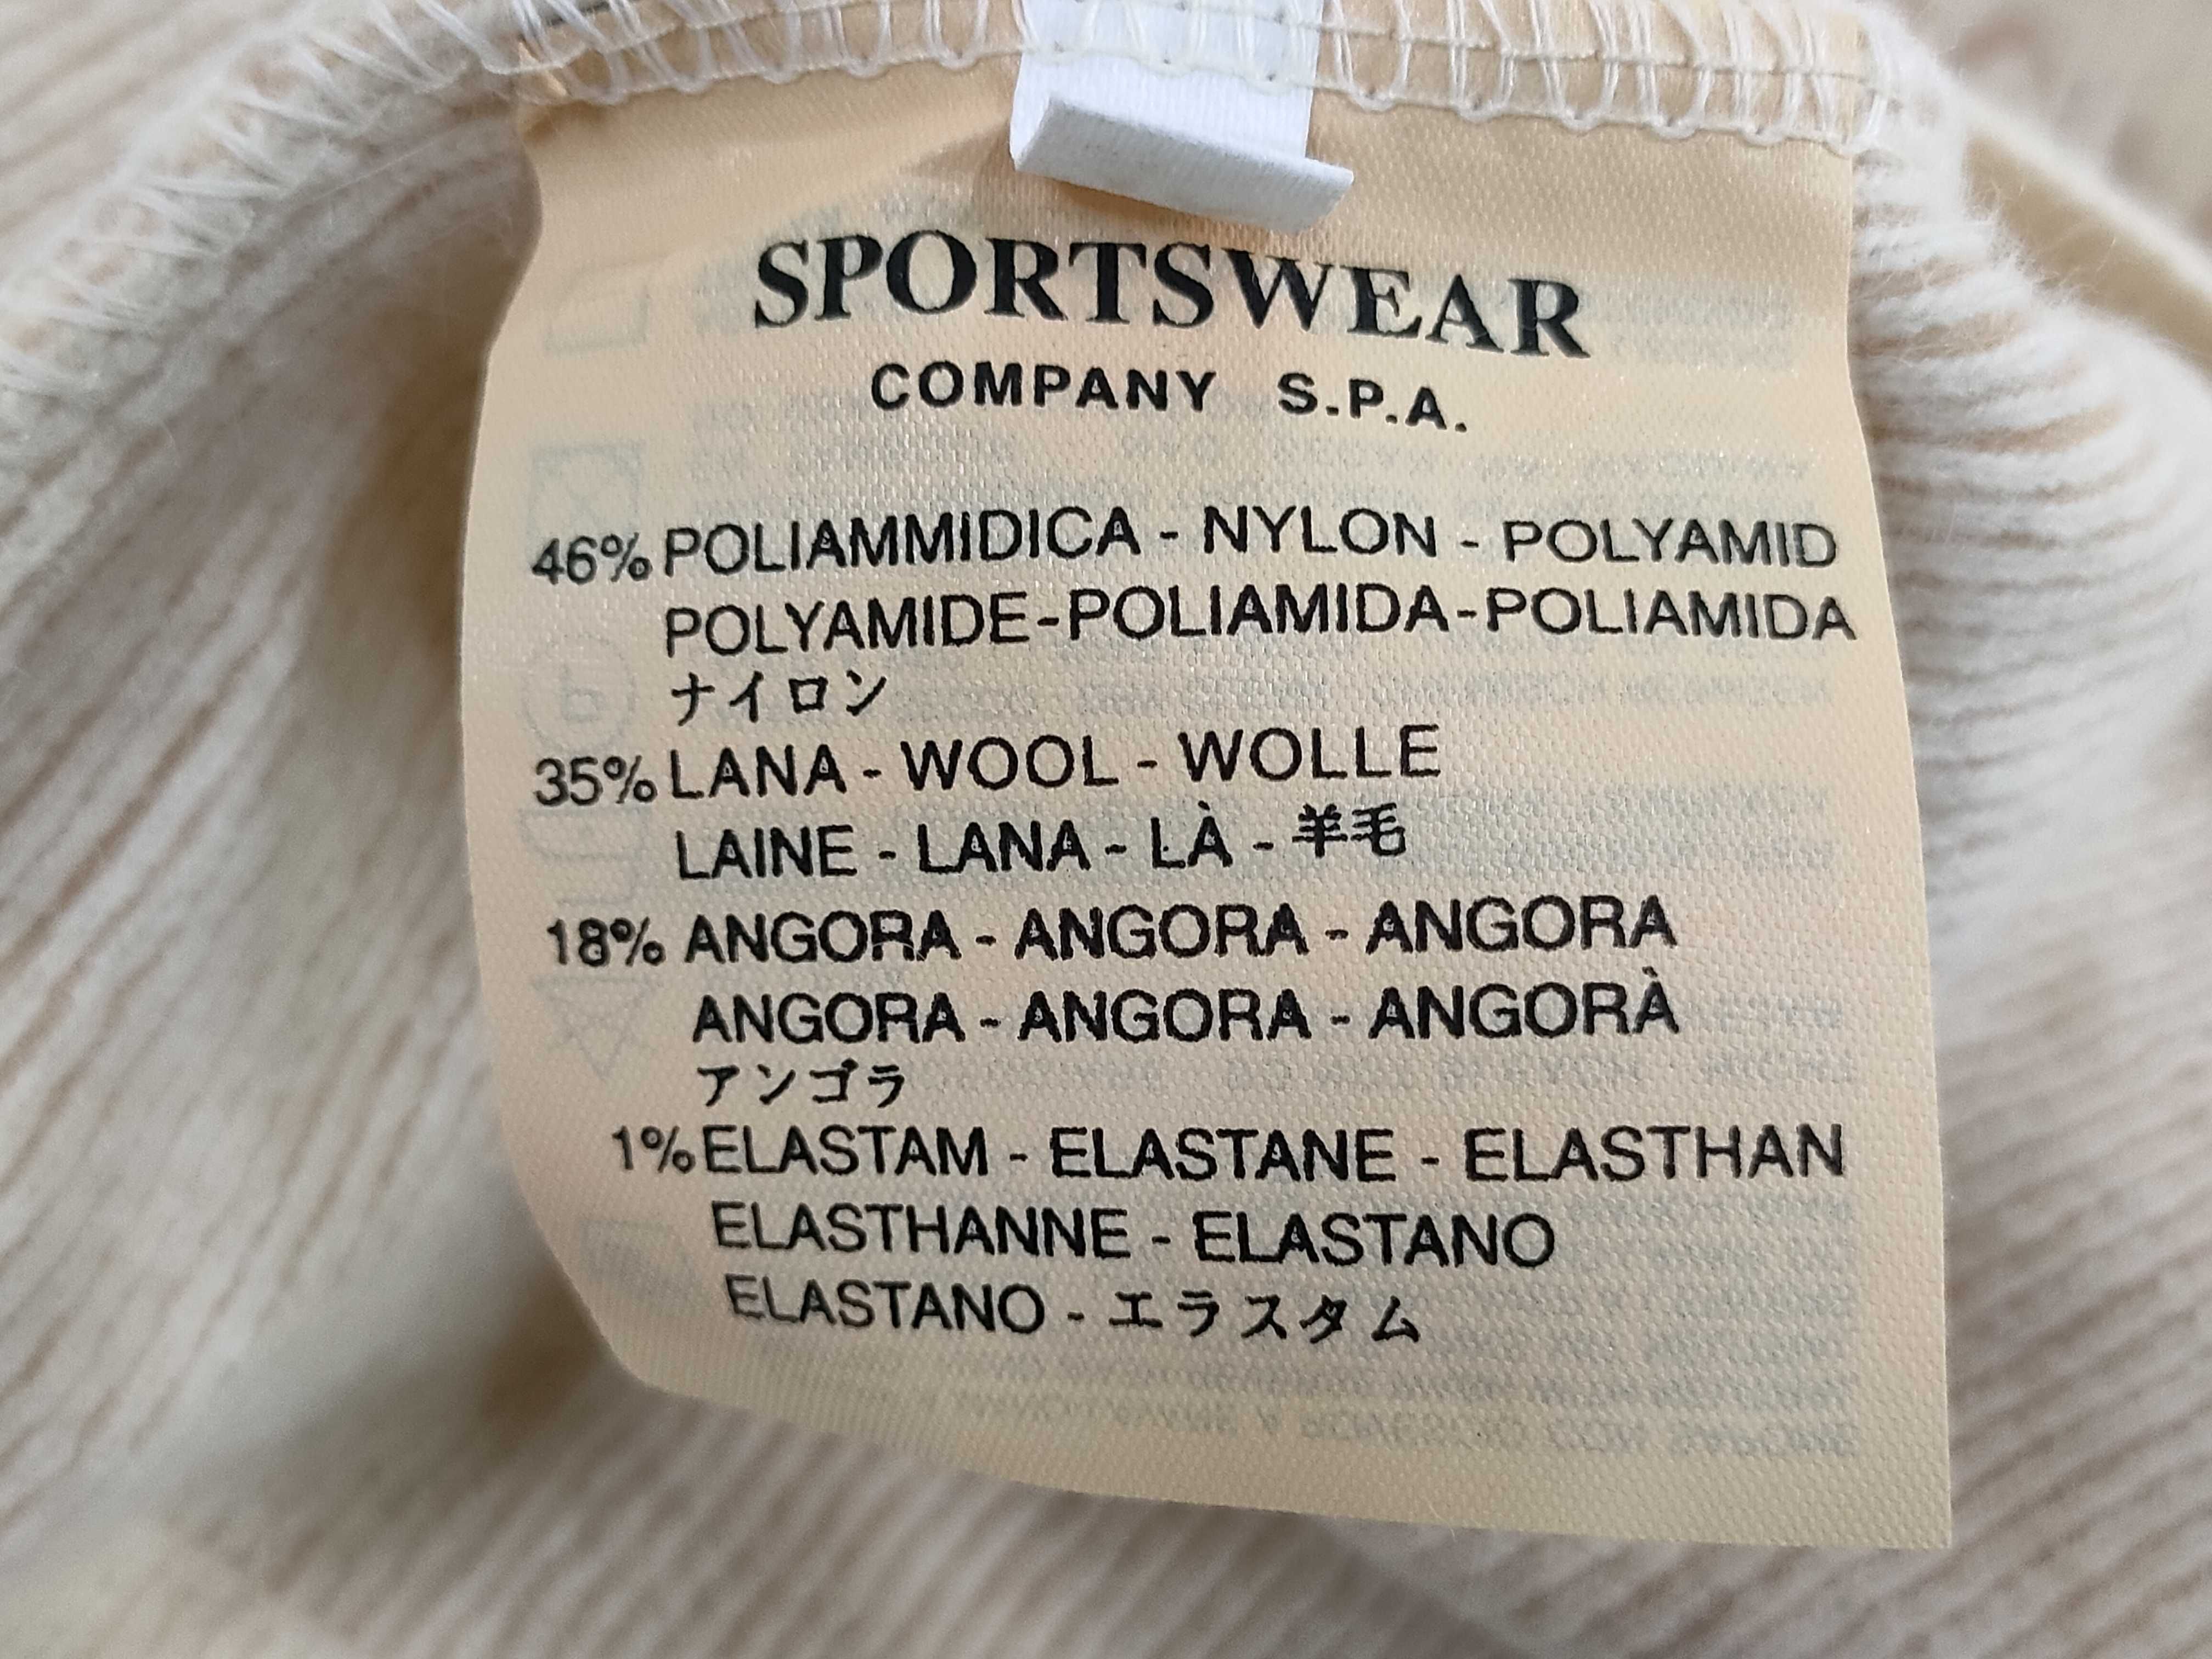 SPORTSWEAR
COMPANY S.P.A.
46% POLIAMMIDICA - NYLON - POLYAMID
POLYAMIDE-POLIAMIDA-POLIAMIDA
ナイロン
35% LANA - WOOL - WOLLE
LAINE - LANA - LÀ - 羊毛
18% ANGORA - ANGORA - ANGORA
ANGORA - ANGORA - ANGORÀ
アンゴラ
1% ELASTAM - ELASTANE - ELASTHAN
ELASTHANNE - ELASTANO
ELASTANO - エラスタム